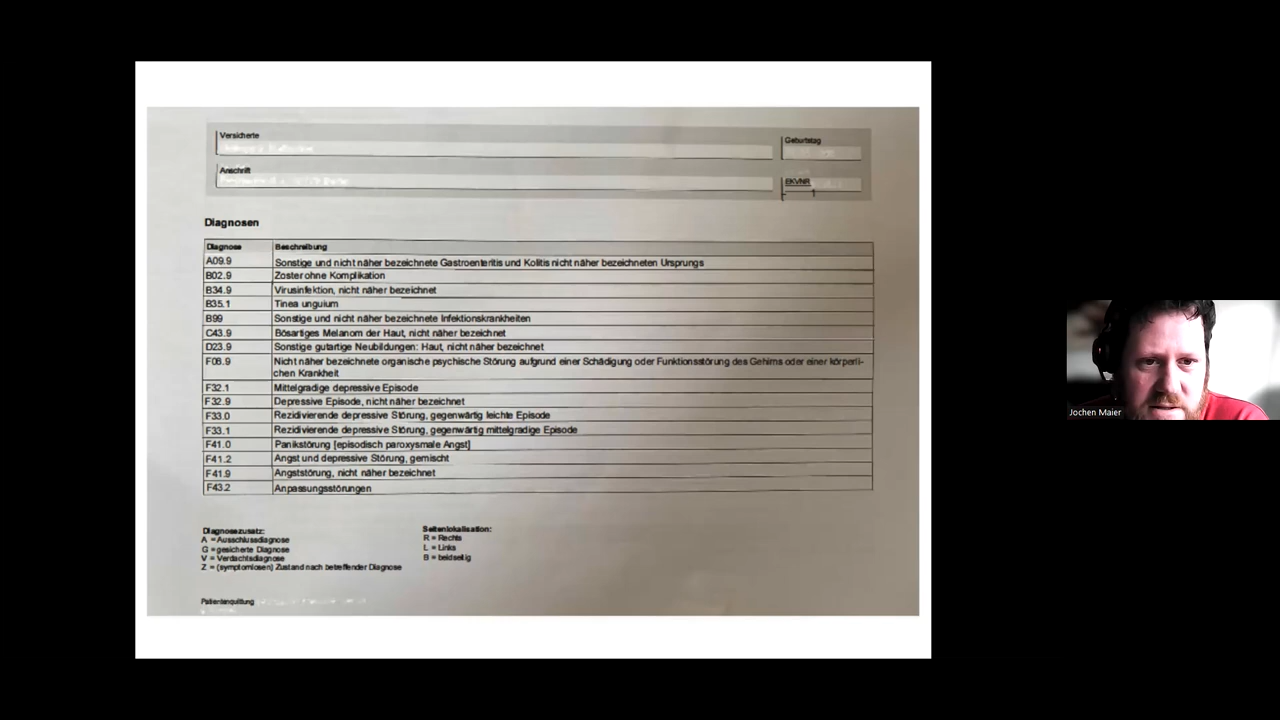 Versicherte
Geburtstag
Anschrift
EKVNR
Diagnosen
Diagnose Beschreibung
A09.9 Sonstige und nicht näher bezeichnete Gastroenteritis und Kolitis nicht näher bezeichneten Ursprungs
B02.9 Zoster ohne Komplikation
B34.9 Virusinfektion, nicht näher bezeichnet
B35.1 Tinea unguium
B99 Sonstige und nicht näher bezeichnete Infektionskrankheiten
C43.9 Bösartiges Melanom der Haut, nicht näher bezeichnet
D23.9 Sonstige gutartige Neubildungen: Haut, nicht näher bezeichnet
F06.9 Nicht näher bezeichnete organische psychische Störung aufgrund einer Schädigung oder Funktionsstörung des Gehirns oder einer körperli-
chen Krankheit
F32.1 Mittelgradige depressive Episode
F32.9 Depressive Episode, nicht näher bezeichnet
F33.0 Rezidivierende depressive Störung, gegenwärtig leichte Episode
F33.1 Rezidivierende depressive Störung, gegenwärtig mittelgradige Episode
F41.0 Panikstörung [episodisch paroxysmale Angst]
F41.2 Angst und depressive Störung, gemischt
F41.9 Angststörung, nicht näher bezeichnet
F43.2 Anpassungsstörungen
Diagnosezusatz:
A = Ausschlussdiagnose
G = gesicherte Diagnose
V = Verdachtsdiagnose
Z = (symptomlosen) Zustand nach betreffender Diagnose
Seitenlokalisation:
R = Rechts
L = Links
B = beidseitig
Patientenquittung
Jochen Maier